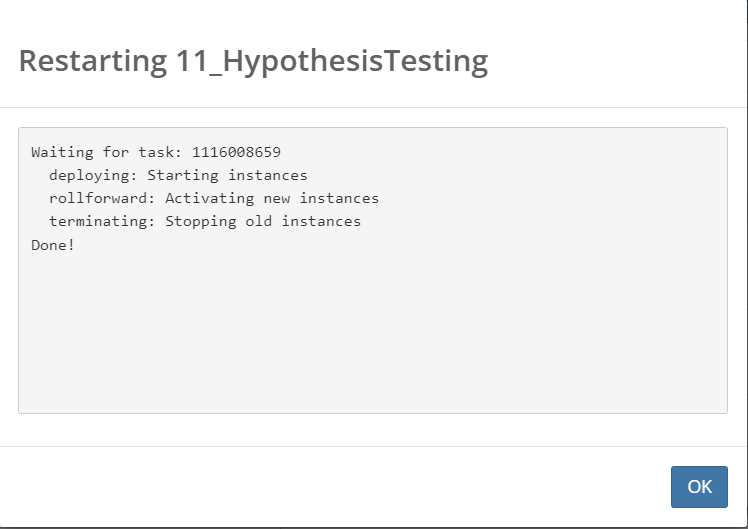 Restarting 11_HypothesisTesting
Waiting for task: 1116008659
  deploying: Starting instances
  rollforward: Activating new instances
  terminating: Stopping old instances
Done!
OK